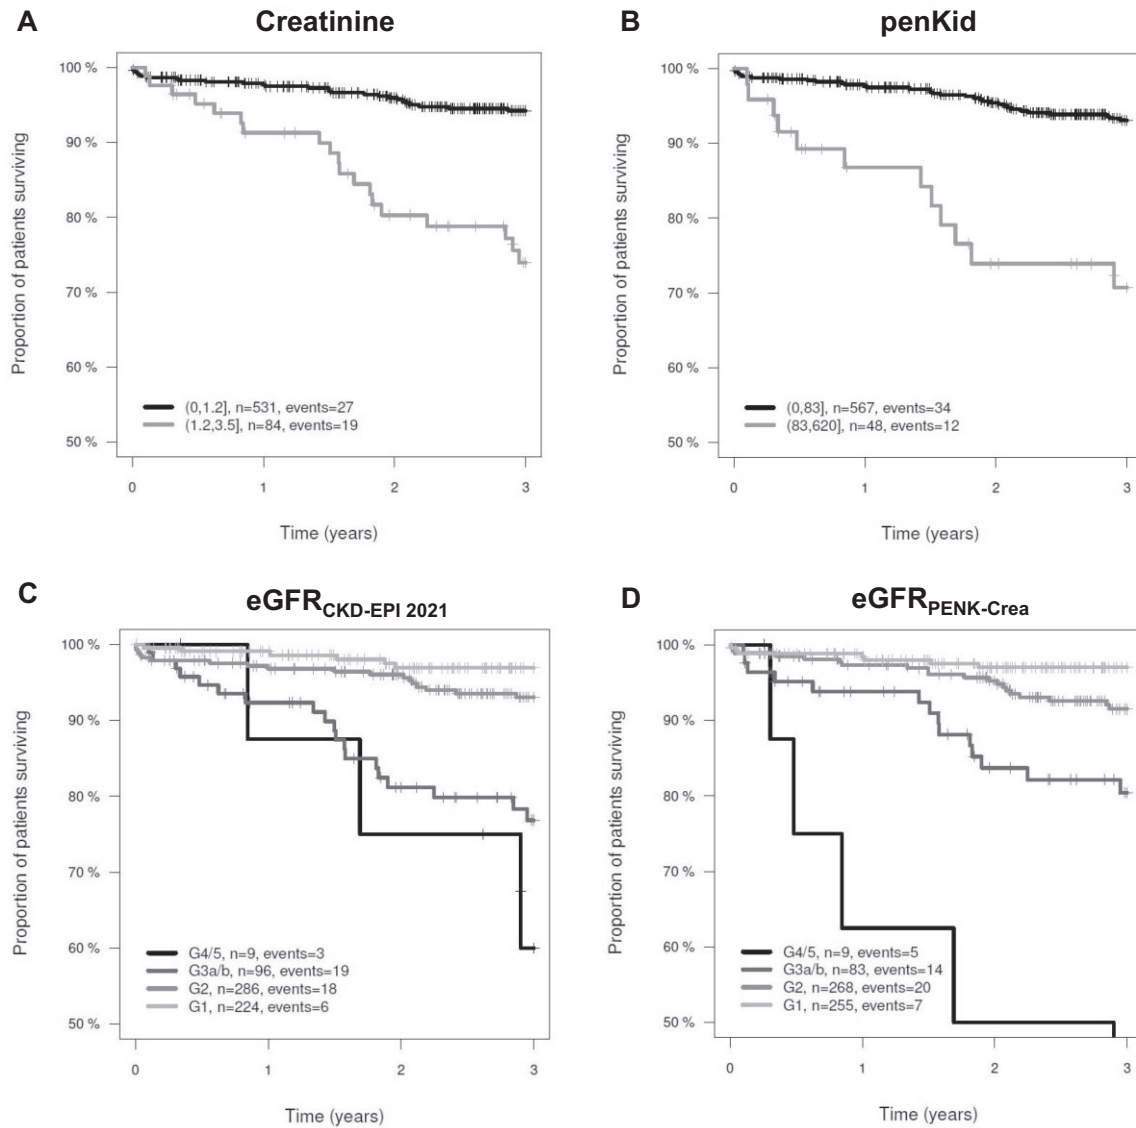 A
Creatinine
Proportion of patients surviving
100 %
90 %
80 %
70 %
60 %
50 %
(0,1.2], n=531, events=27
(1.2,3.5], n=84, events=19
0
1
2
3
Time (years)
B
penKid
Proportion of patients surviving
100 %
90 %
80 %
70 %
60 %
50 %
(0,83], n=567, events=34
(83,620], n=48, events=12
0
1
2
3
Time (years)
C
eGFRCKD-EPI 2021
Proportion of patients surviving
100 %
90 %
80 %
70 %
60 %
50 %
G4/5, n=9, events=3
G3a/b, n=96, events=19
G2, n=286, events=18
G1, n=224, events=6
0
1
2
3
Time (years)
D
eGFRPENK-Crea
Proportion of patients surviving
100 %
90 %
80 %
70 %
60 %
50 %
G4/5, n=9, events=5
G3a/b, n=83, events=14
G2, n=268, events=20
G1, n=255, events=7
0
1
2
3
Time (years)